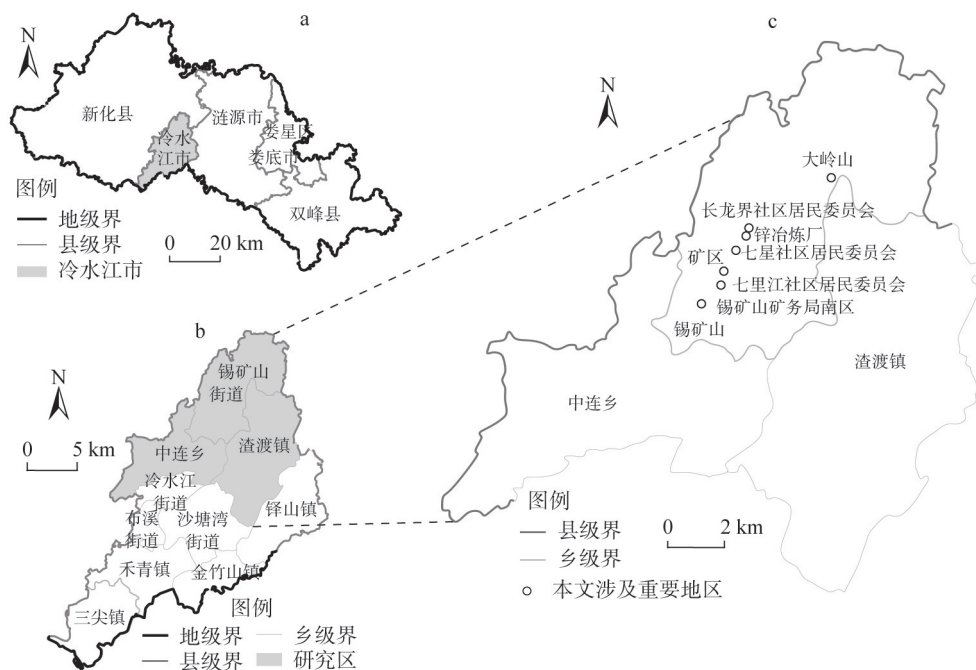 a
N
新化县
涟源市
冷水
江市
娄星区
娄底市
双峰县
图例
地级界
县级界
冷水江市
0 20 km
b
N
0 5 km
锡矿山
街道
中连乡
渣渡镇
冷水江
街道
布溪
街道
沙塘湾
街道
铎山镇
禾青镇
金竹山镇
三尖镇
图例
地级界
乡级界
县级界
研究区
c
N
大岭山
长龙界社区居民委员会
锌冶炼厂
七星社区居民委员会
矿区
七里江社区居民委员会
锡矿山矿务局南区
锡矿山
中连乡
渣渡镇
图例
县级界
乡级界
本文涉及重要地区
0 2 km